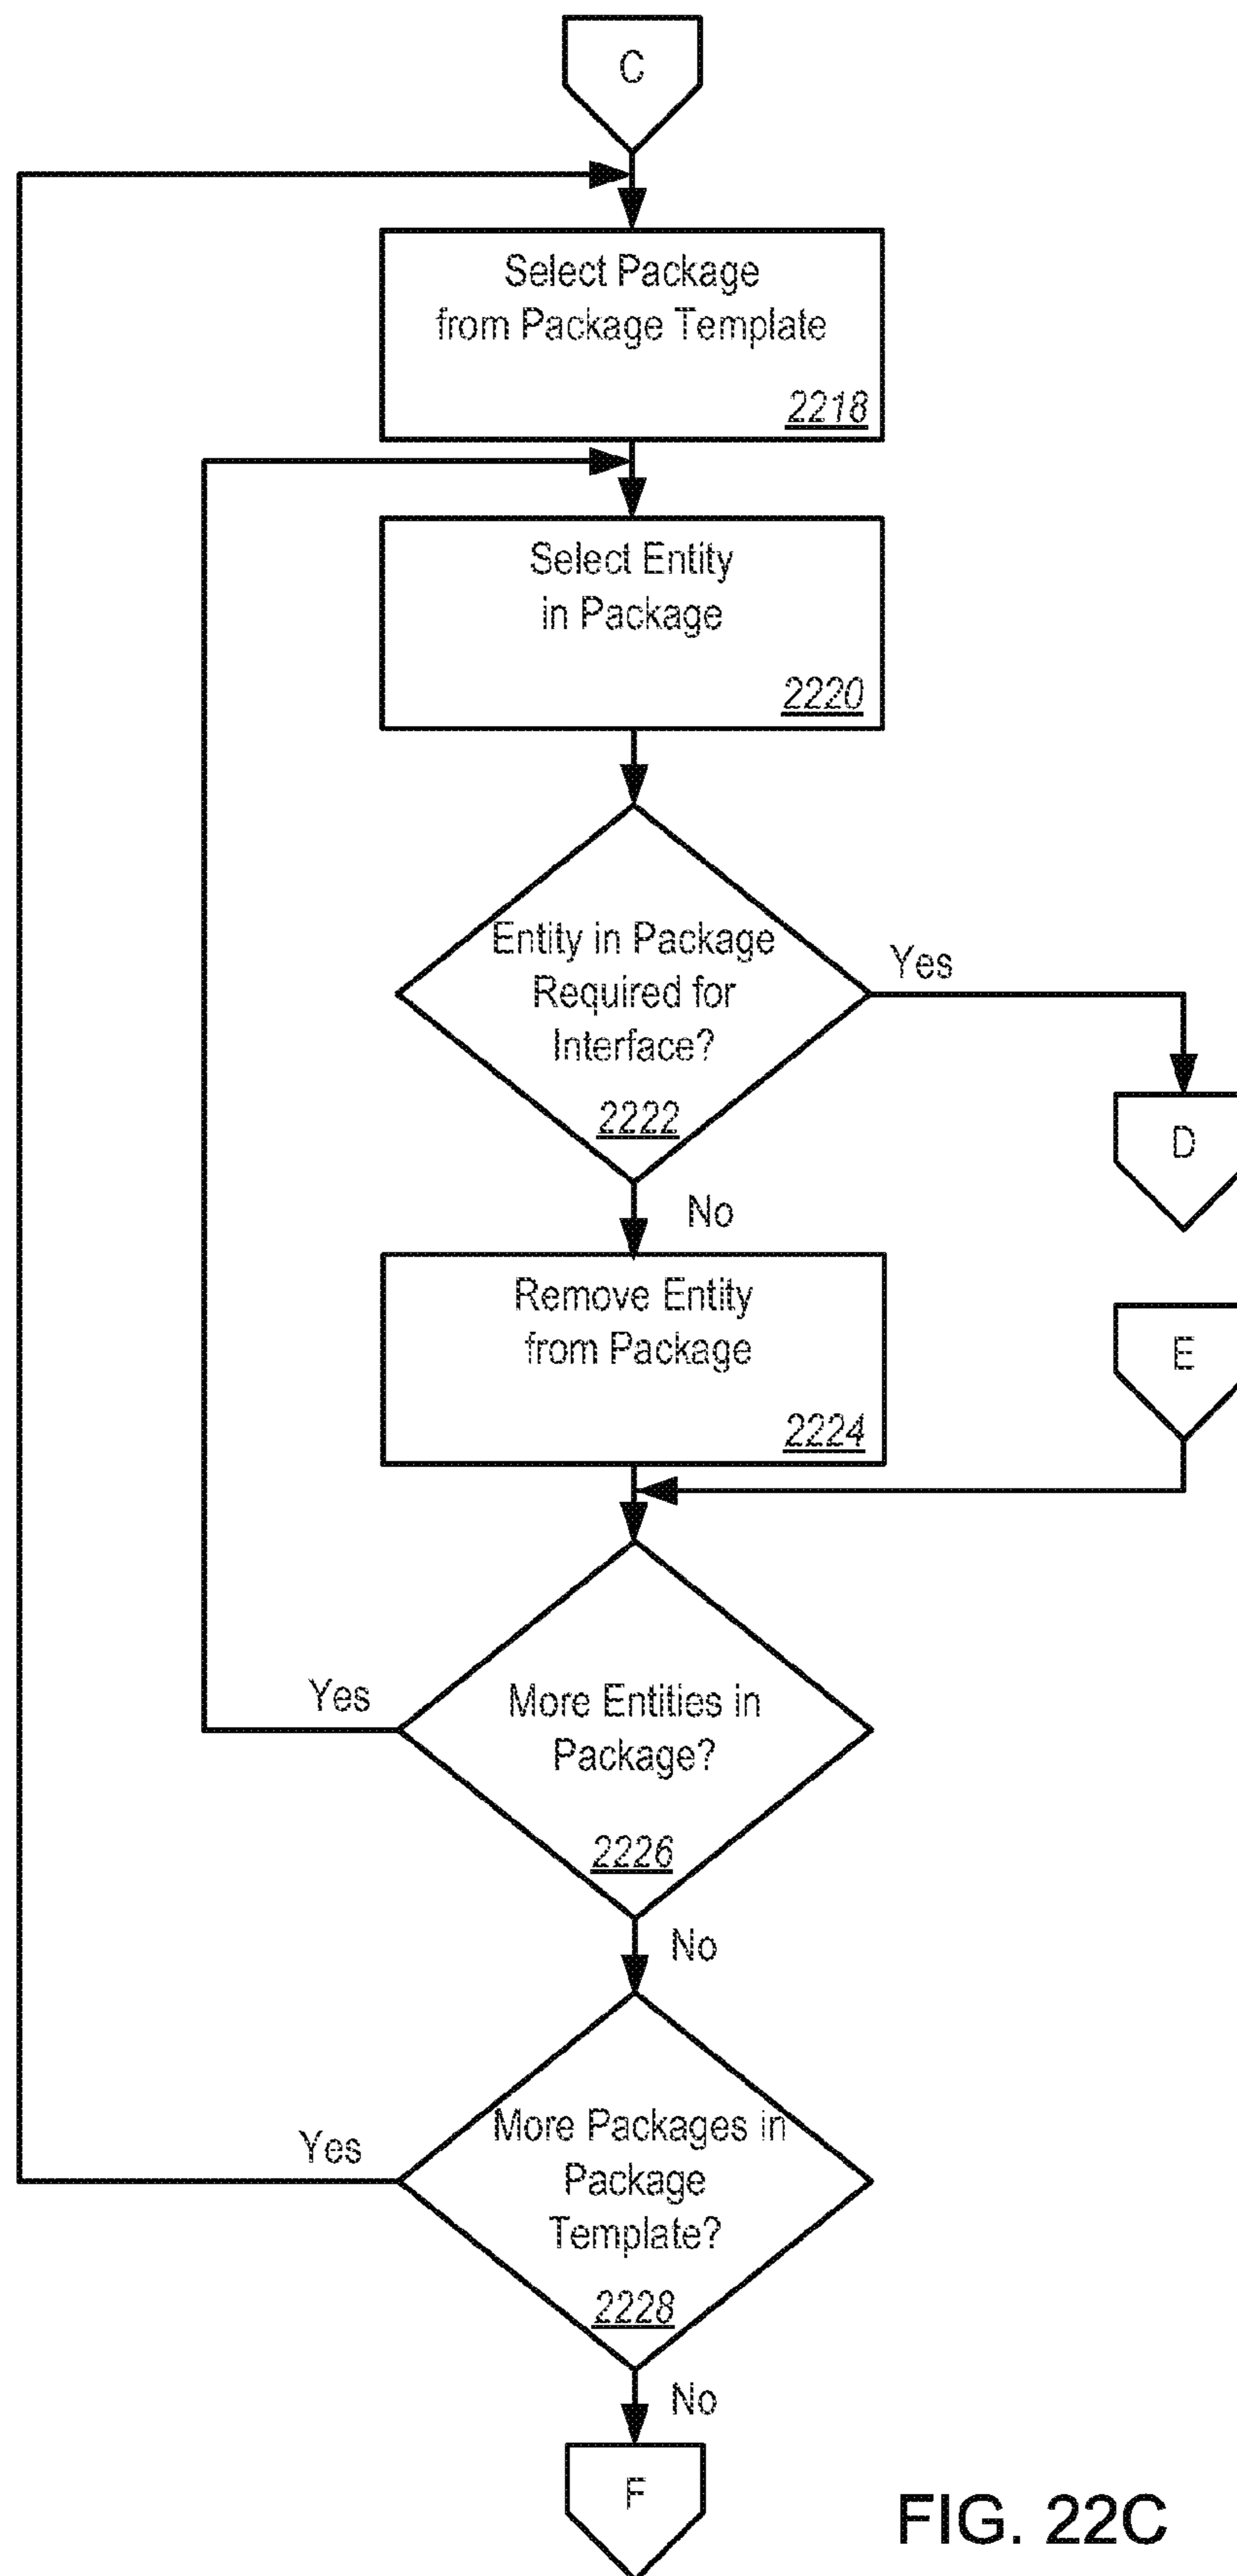 C
Select Package
from Package Template
2218
Select Entity
in Package
2220
Entity in Package
Required for
Interface?
2222
Yes
D
No
Remove Entity
from Package
2224
E
More Entities in
Package?
2226
Yes
No
More Packages in
Package
Template?
2228
Yes
No
F
FIG. 22C